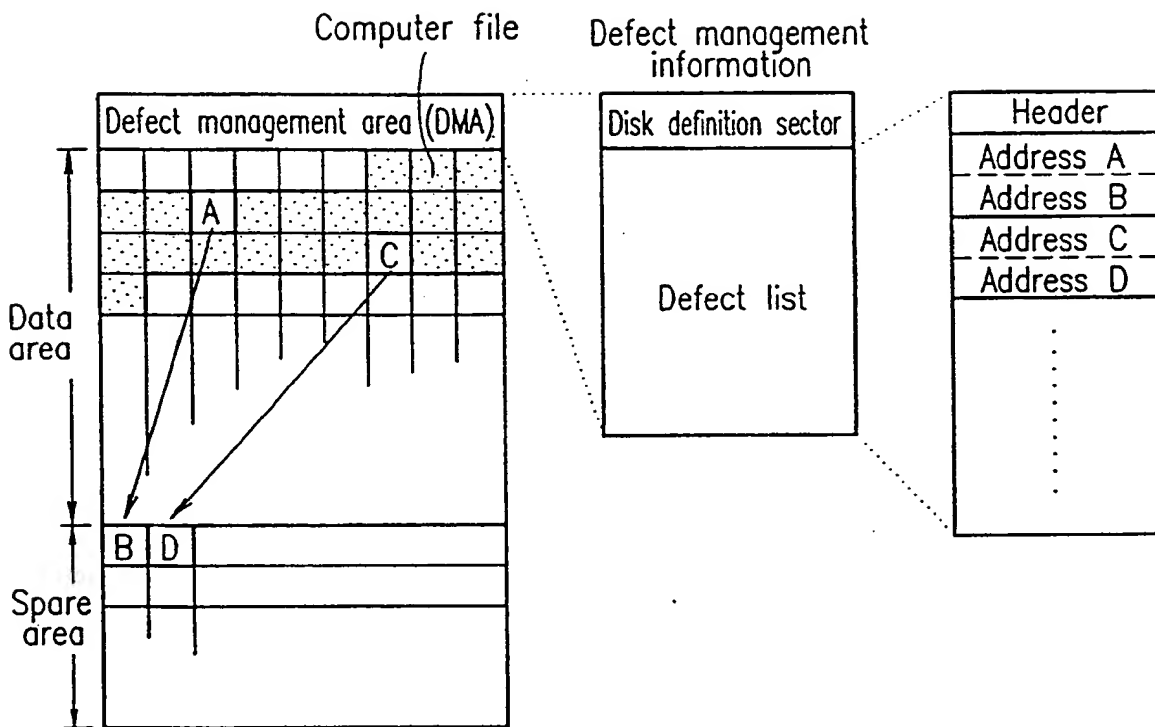 Computer file
Defect management
information
Defect management area (DMA)
Disk definition sector
Header
Address A
Address B
Address C
Address D
A
C
Data
area
Defect list
B
D
Spare
area